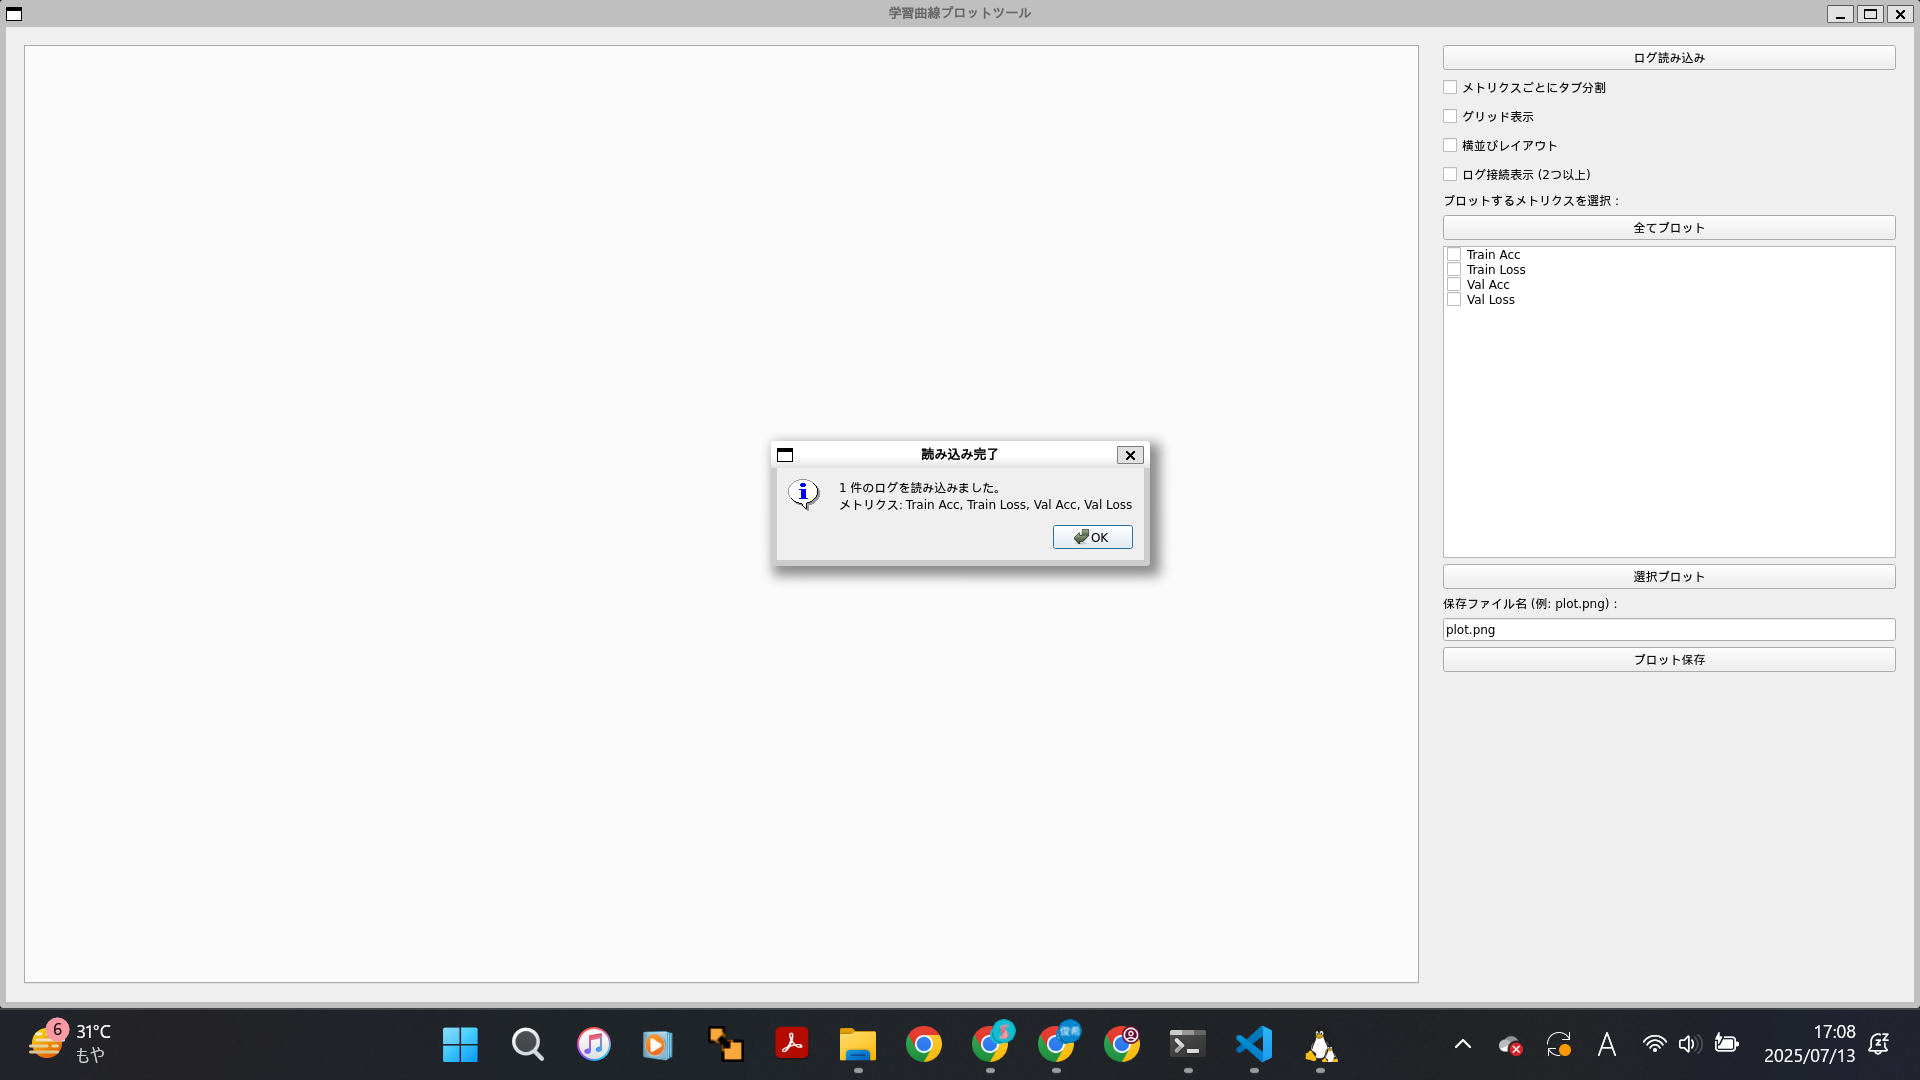 学習曲線プロットツール
ログ読み込み
メトリクスごとにタブ分割
グリッド表示
横並びレイアウト
ログ接続表示 (2つ以上)
プロットするメトリクスを選択：
全てプロット
Train Acc
Train Loss
Val Acc
Val Loss
読み込み完了
1 件のログを読み込みました。
メトリクス: Train Acc, Train Loss, Val Acc, Val Loss
OK
選択プロット
保存ファイル名 (例: plot.png)：
plot.png
プロット保存
6
31°C
もや
俊希
A
17:08
2025/07/13